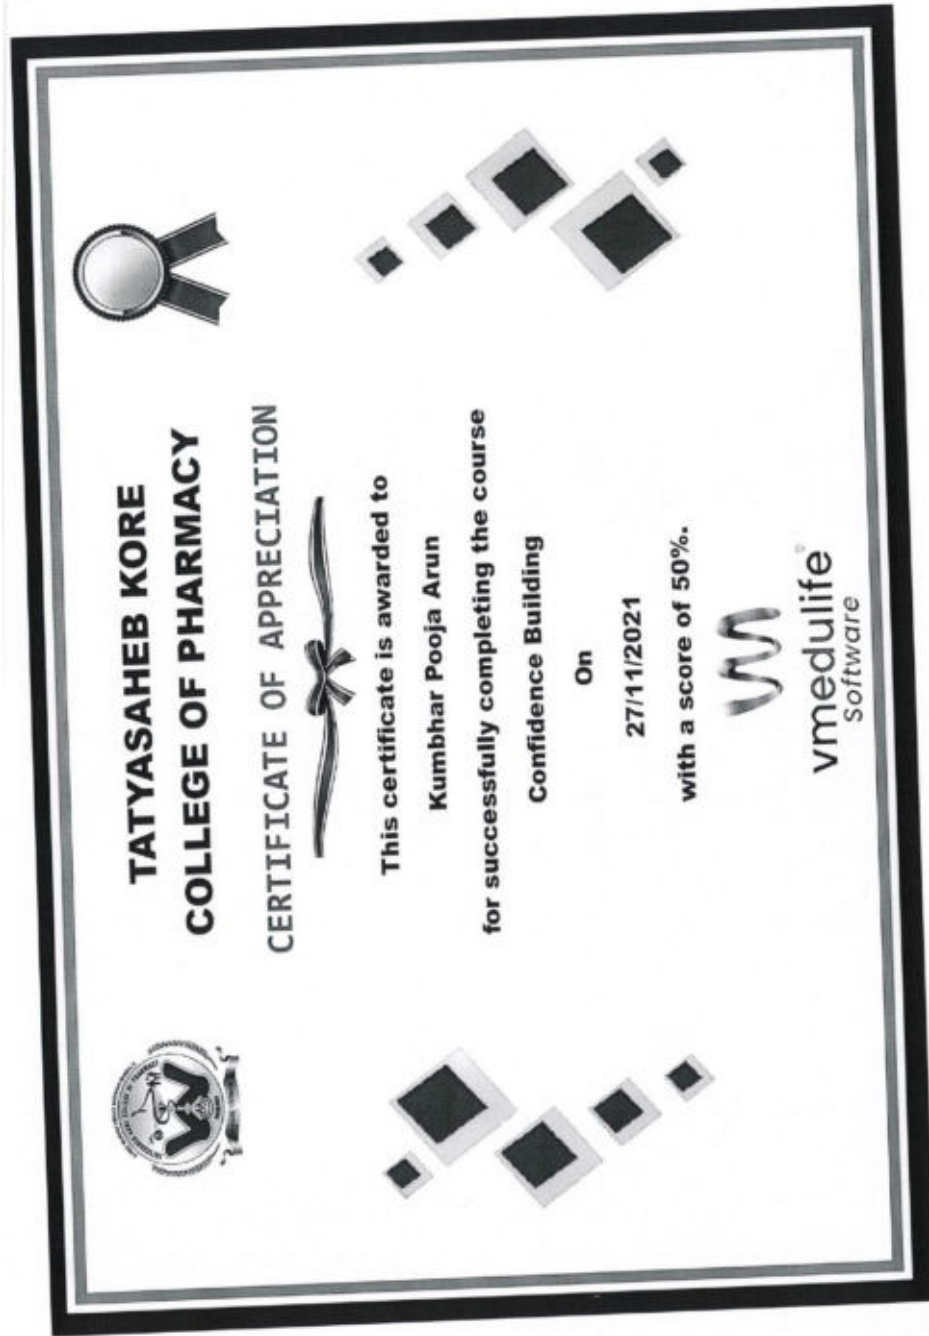 TATYASAHEB KORE
COLLEGE OF PHARMACY
CERTIFICATE OF APPRECIATION
This certificate is awarded to
Kumbhar Pooja Arun
for successfully completing the course
Confidence Building
On
27/11/2021
with a score of 50%.
vmedulife®
Software